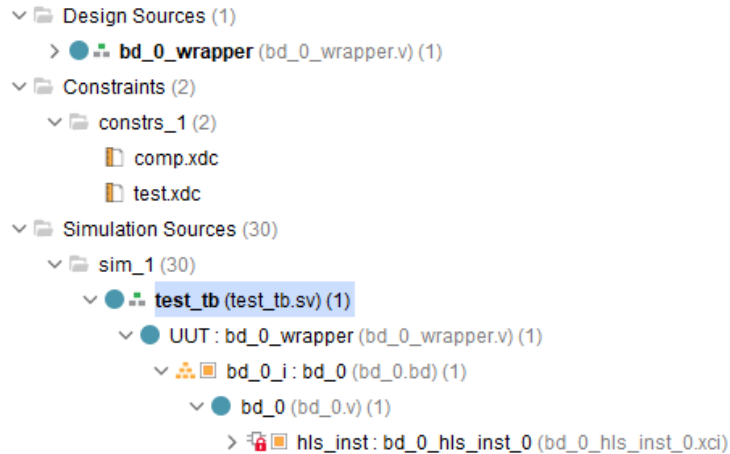 Design Sources (1)
bd_0_wrapper (bd_0_wrapper.v) (1)
Constraints (2)
constrs_1 (2)
comp.xdc
test.xdc
Simulation Sources (30)
sim_1 (30)
test_tb (test_tb.sv) (1)
UUT : bd_0_wrapper (bd_0_wrapper.v) (1)
bd_0_i : bd_0 (bd_0.bd) (1)
bd_0 (bd_0.v) (1)
hls_inst : bd_0_hls_inst_0 (bd_0_hls_inst_0.xci)